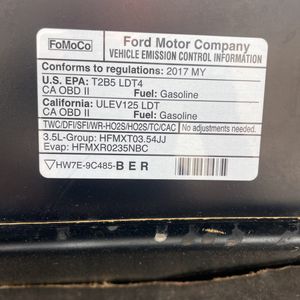 FoMoCo
Ford Motor Company
VEHICLE EMISSION CONTROL INFORMATION
Conforms to regulations: 2017 MY
U.S. EPA: T2B5 LDT4
CA OBD II Fuel: Gasoline
California: ULEV125 LDT
CA OBD II Fuel: Gasoline
TWC/DFI/SFI/WR-HO2S/HO2S/TC/CAC No adjustments needed.
3.5L-Group: HFMXT03.54JJ
Evap: HFMXR0235NBC
HW7E-9C485-BER